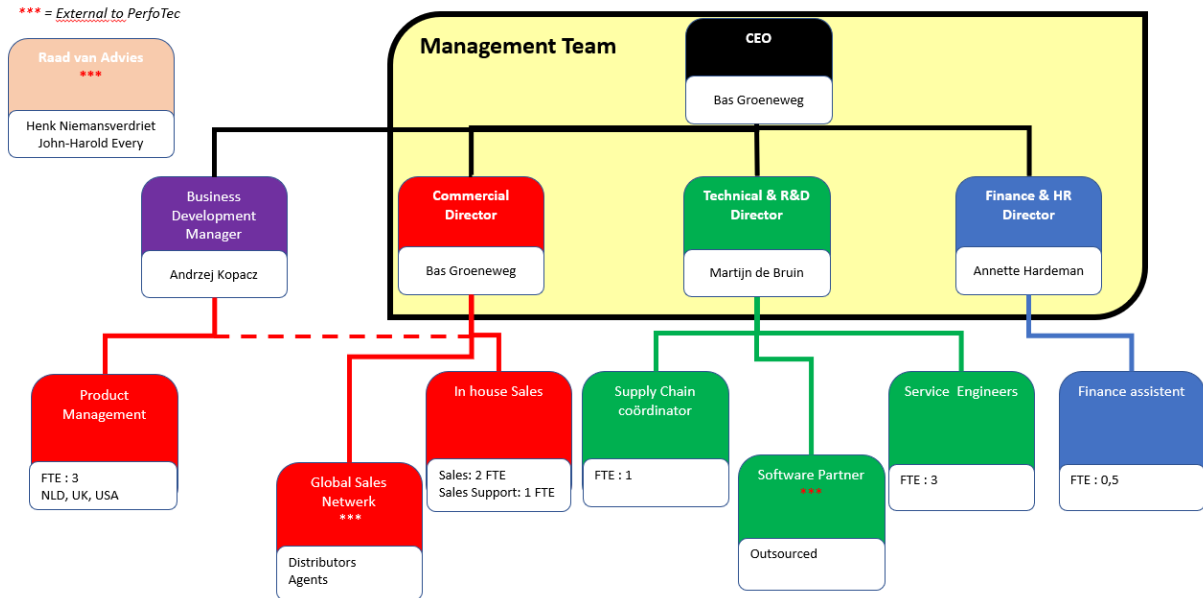 *** = External to PerfoTec
Raad van Advies
***
Henk Niemansverdriet
John-Harold Every
Management Team
CEO
Bas Groeneweg
Business
Development
Manager
Andrzej Kopacz
Commercial
Director
Bas Groeneweg
Technical & R&D
Director
Martijn de Bruin
Finance & HR
Director
Annette Hardeman
Product
Management
FTE : 3
NLD, UK, USA
Global Sales
Netwerk
***
Distributors
Agents
In house Sales
Sales: 2 FTE
Sales Support: 1 FTE
Supply Chain
coördinator
FTE : 1
Software Partner
***
Outsourced
Service Engineers
FTE : 3
Finance assistent
FTE : 0,5